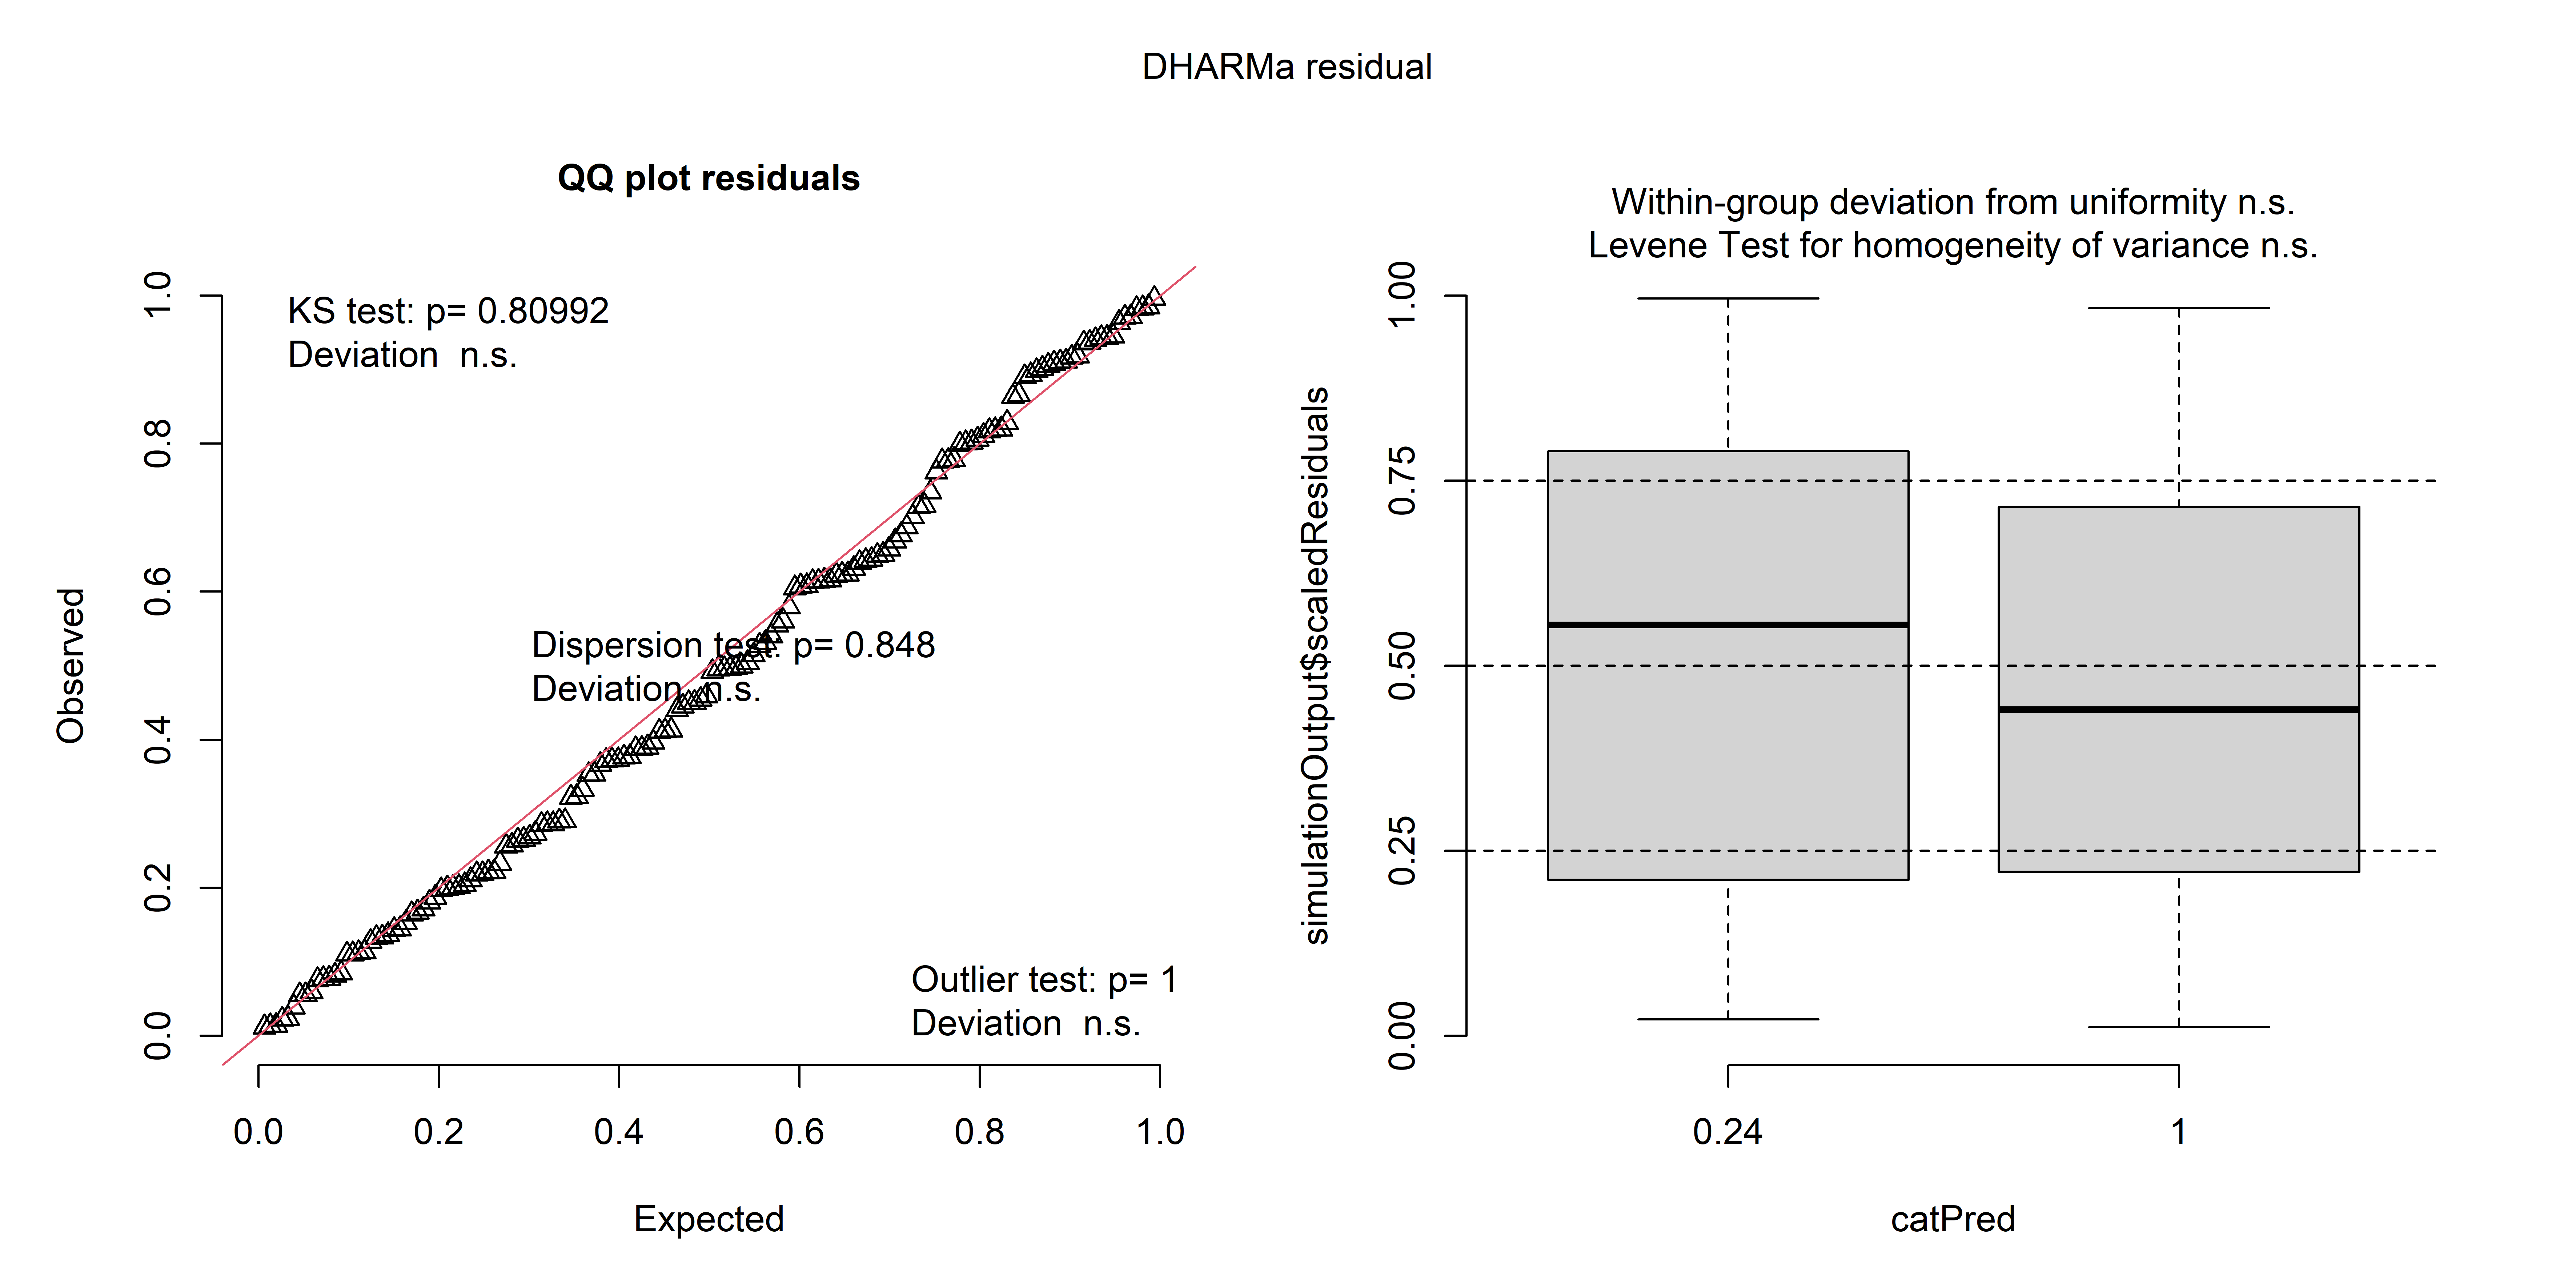 DHARMa residual
QQ plot residuals
KS test: p= 0.80992
Deviation  n.s.
Dispersion test: p= 0.848
Deviation  n.s.
Outlier test: p= 1
Deviation  n.s.
Observed
0.0
0.2
0.4
0.6
0.8
1.0
0.0
0.2
0.4
0.6
0.8
1.0
Expected
Within-group deviation from uniformity n.s.
Levene Test for homogeneity of variance n.s.
simulationOutput$scaledResiduals
0.00
0.25
0.50
0.75
1.00
0.24
1
catPred